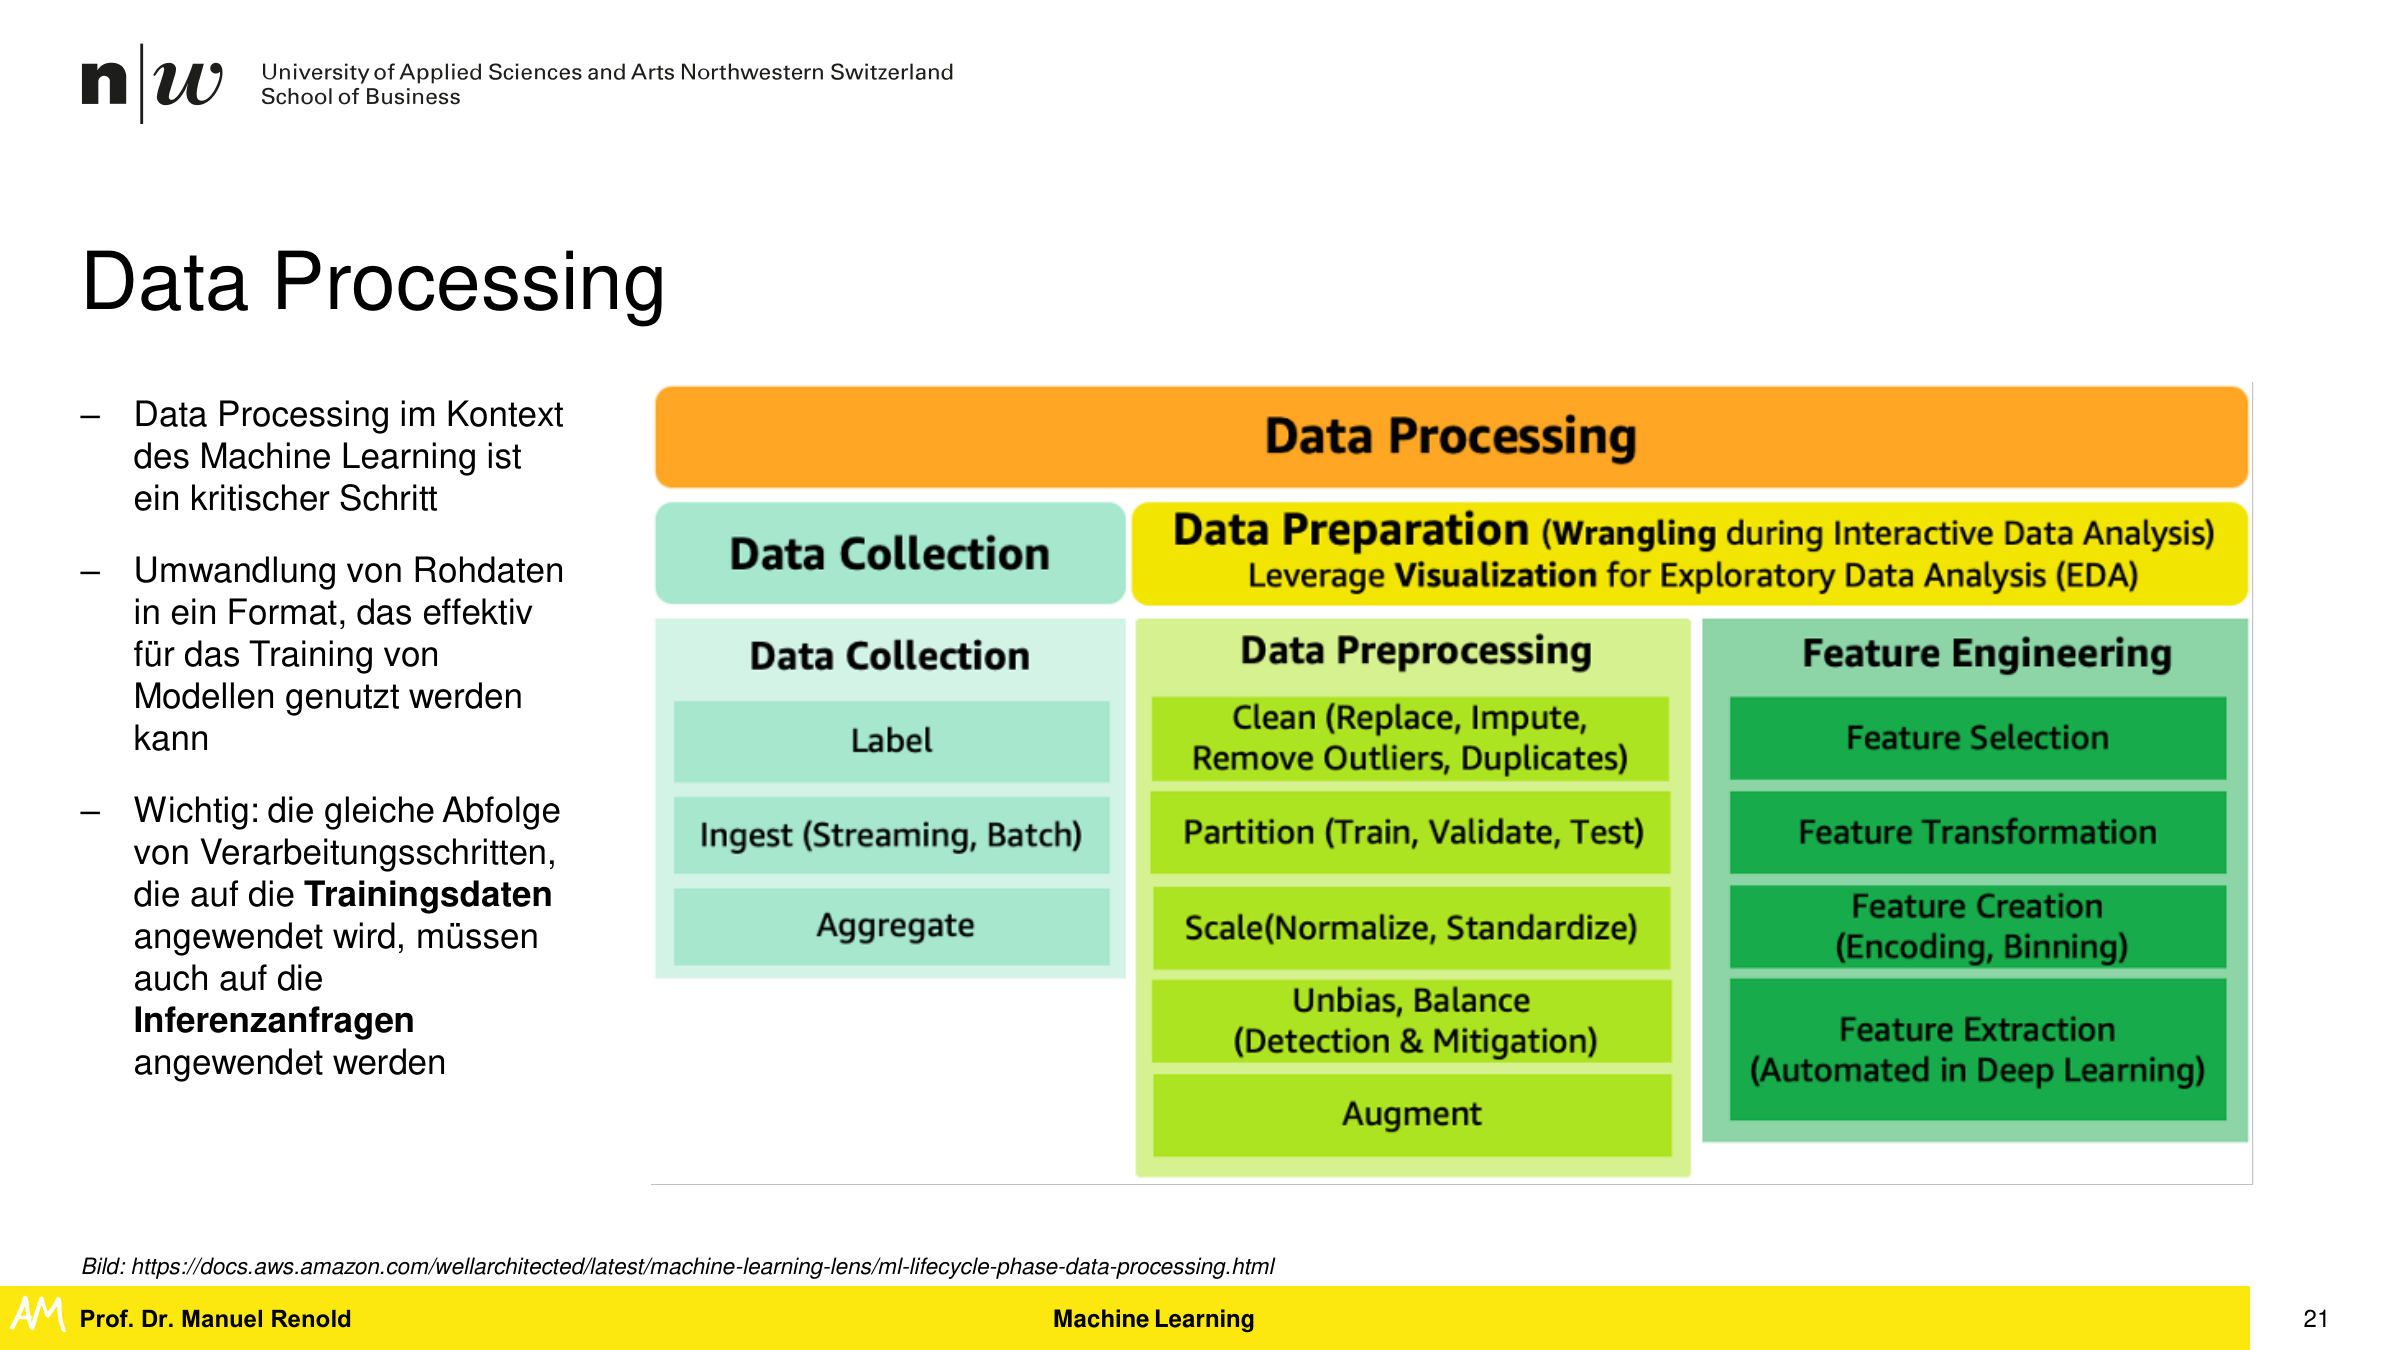 n|w
University of Applied Sciences and Arts Northwestern Switzerland
School of Business
Data Processing
– Data Processing im Kontext
des Machine Learning ist
ein kritischer Schritt
– Umwandlung von Rohdaten
in ein Format, das effektiv
für das Training von
Modellen genutzt werden
kann
– Wichtig: die gleiche Abfolge
von Verarbeitungsschritten,
die auf die Trainingsdaten
angewendet wird, müssen
auch auf die
Inferenzanfragen
angewendet werden
Data Processing
Data Collection
Data Preparation (Wrangling during Interactive Data Analysis)
Leverage Visualization for Exploratory Data Analysis (EDA)
Data Collection
Label
Ingest (Streaming, Batch)
Aggregate
Data Preprocessing
Clean (Replace, Impute,
Remove Outliers, Duplicates)
Partition (Train, Validate, Test)
Scale(Normalize, Standardize)
Unbias, Balance
(Detection & Mitigation)
Augment
Feature Engineering
Feature Selection
Feature Transformation
Feature Creation
(Encoding, Binning)
Feature Extraction
(Automated in Deep Learning)
Bild: https://docs.aws.amazon.com/wellarchitected/latest/machine-learning-lens/ml-lifecycle-phase-data-processing.html
AM Prof. Dr. Manuel Renold
Machine Learning
21